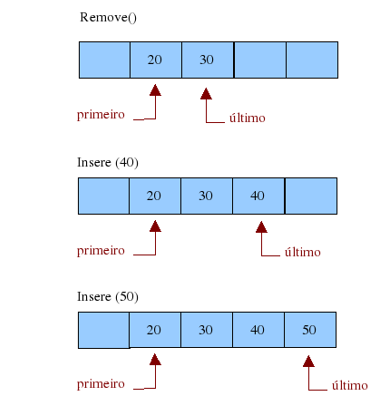 Remove()
20 30
primeiro
último
Insere (40)
20 30 40
primeiro
último
Insere (50)
20 30 40 50
primeiro
último